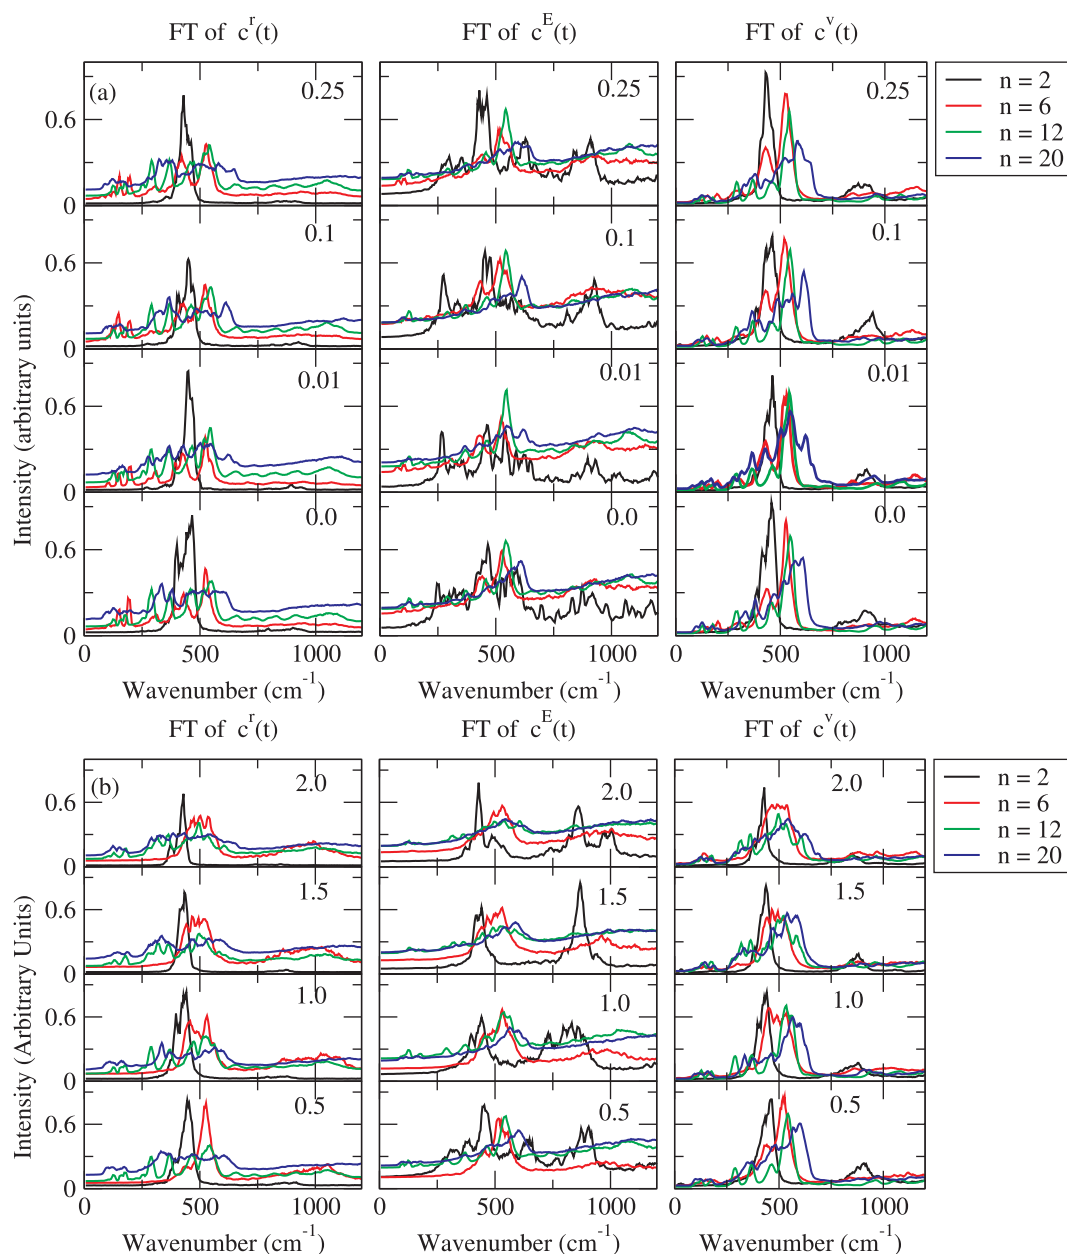 FT of c^r(t) FT of c^E(t) FT of c^v(t)
(a) 0.25 0.25 0.25
n = 2
n = 6
n = 12
n = 20
0.6
0
0.1 0.1 0.1
0.6
0
0.01 0.01 0.01
0.6
0
0.0 0.0 0.0
0.6
0
Intensity (arbitrary units)
0 500 1000 0 500 1000 0 500 1000
Wavenumber (cm^-1) Wavenumber (cm^-1) Wavenumber (cm^-1)
FT of c^r(t) FT of c^E(t) FT of c^v(t)
(b) 2.0 2.0 2.0
n = 2
n = 6
n = 12
n = 20
0.6
0
1.5 1.5 1.5
0.6
0
1.0 1.0 1.0
0.6
0
0.5 0.5 0.5
0.6
0
Intensity (Arbitrary Units)
0 500 1000 0 500 1000 0 500 1000
Wavenumber (cm^-1) Wavenumber (cm^-1) Wavenumber (cm^-1)